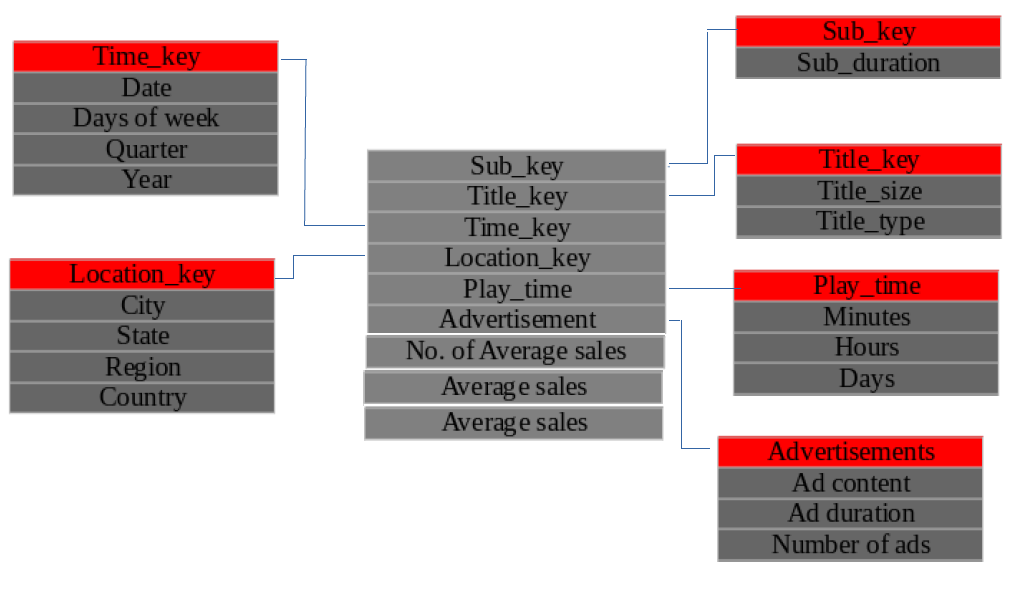 Time_key
Date
Days of week
Quarter
Year
Location_key
City
State
Region
Country
Sub_key
Title_key
Time_key
Location_key
Play_time
Advertisement
No. of Average sales
Average sales
Average sales
Sub_key
Sub_duration
Title_key
Title_size
Title_type
Play_time
Minutes
Hours
Days
Advertisements
Ad content
Ad duration
Number of ads